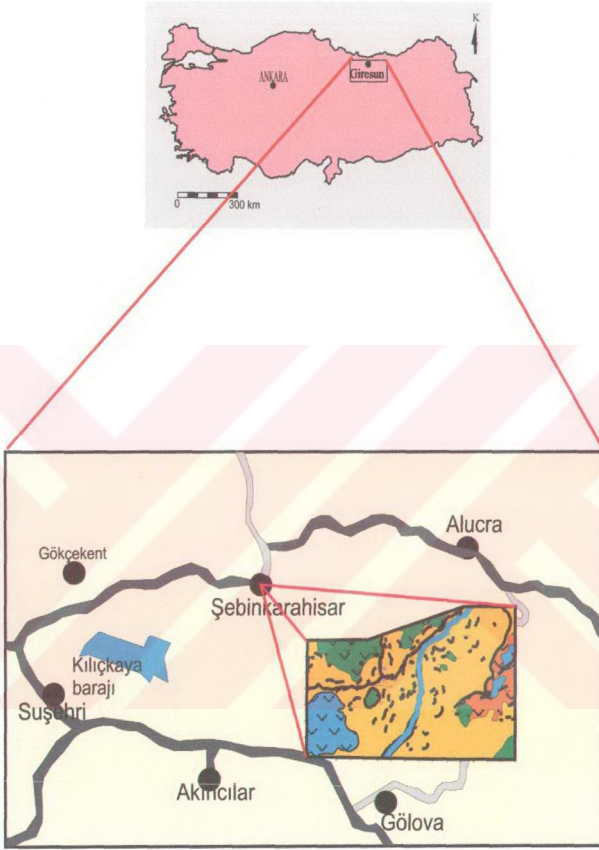 K
ANKARA
Giresun
0 300 km
Alucra
Gökçekent
Şebinkarahisar
Kılıçkaya
barajı
Suşehri
Akıncılar
Gölova